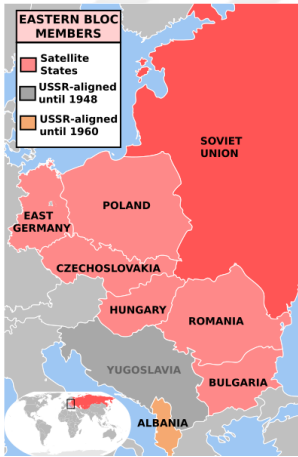 EASTERN BLOC
MEMBERS
Satellite
States
USSR-aligned
until 1948
USSR-aligned
until 1960
SOVIET
UNION
POLAND
EAST
GERMANY
CZECHOSLOVAKIA
HUNGARY
ROMANIA
YUGOSLAVIA
BULGARIA
ALBANIA